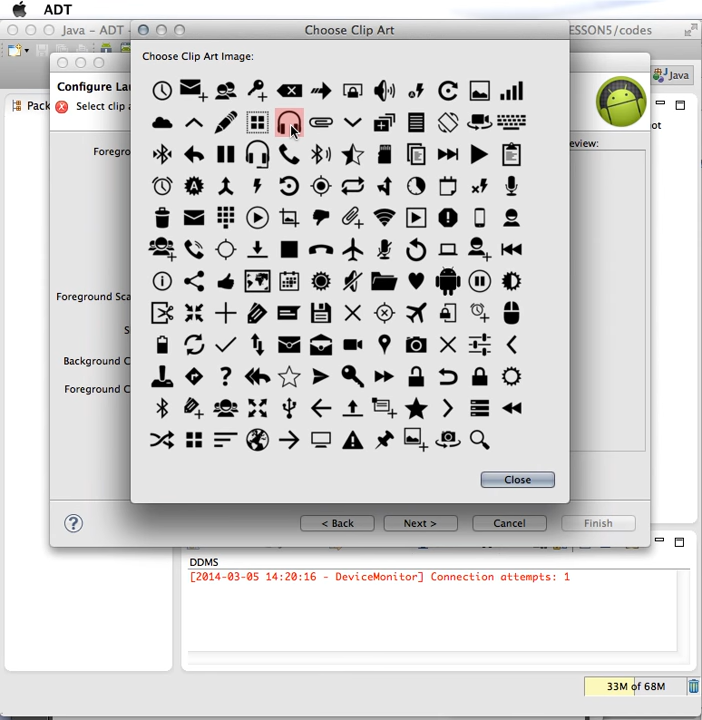 ADT
Java - ADT -
Choose Clip Art
ESSON5/codes
Choose Clip Art Image:
Java
Configure Lau
Select clip a
Pack
ot
Foregro
eview:
Foreground Sca
S
Background C
Foreground C
Close
?
< Back
Next >
Cancel
Finish
DDMS
[2014-03-05 14:20:16 - DeviceMonitor] Connection attempts: 1
33M of 68M